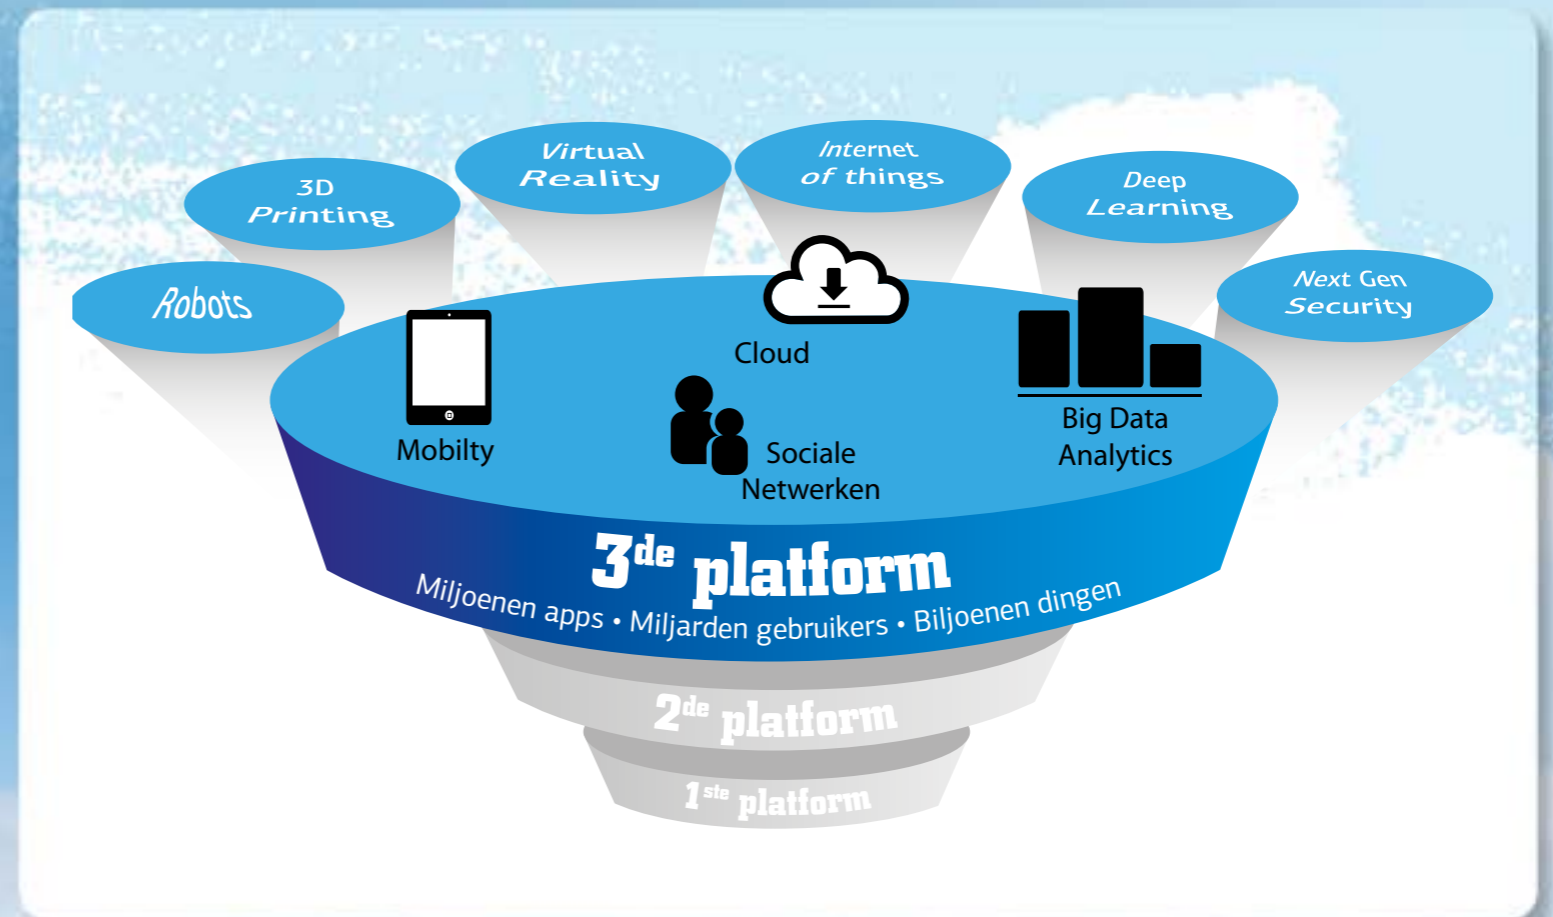 Virtual
Reality
Internet
of things
3D
Printing
Deep
Learning
Robots
Next Gen
Security
Cloud
Mobilty
Sociale
Netwerken
Big Data
Analytics
3de platform
Miljoenen apps • Miljarden gebruikers • Biljoenen dingen
2de platform
1ste platform